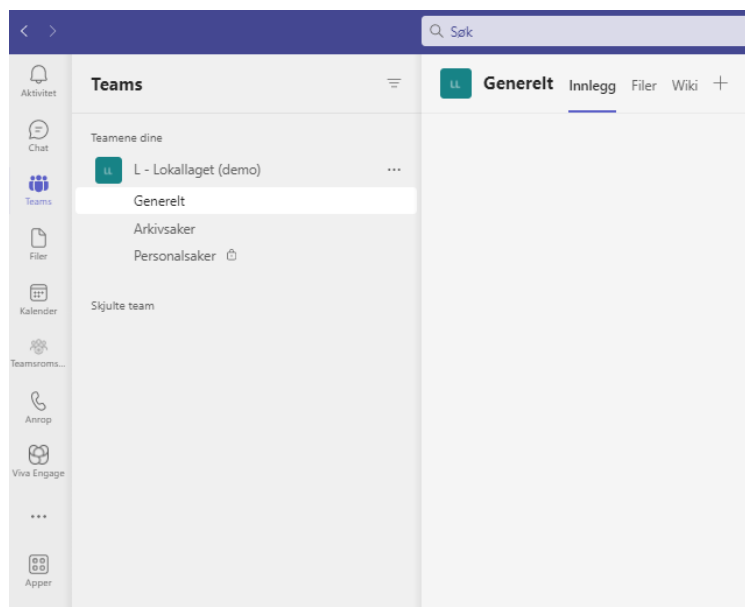 Søk
Aktivitet
Chat
Teams
Filer
Kalender
Teamsroms...
Anrop
Viva Engage
Apper
Teams
Teamene dine
LL L - Lokallaget (demo)
Generelt
Arkivsaker
Personalsaker
Skjulte team
LL Generelt Innlegg Filer Wiki